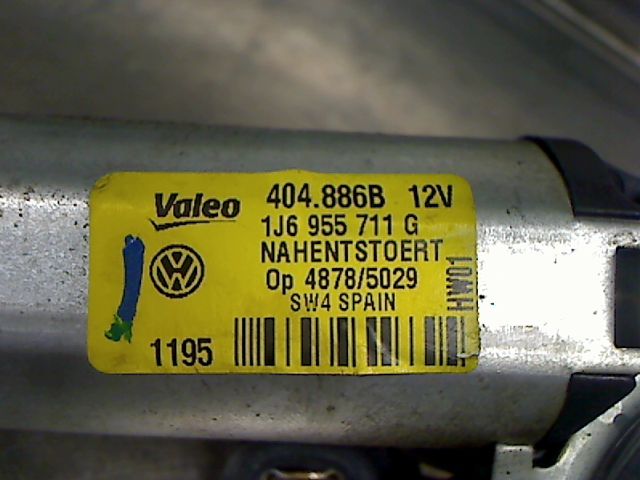 Valeo 404.886B 12V
1J6 955 711 G
NAHENTSTOERT
Op 4878/5029
SW4 SPAIN
HW01
1195